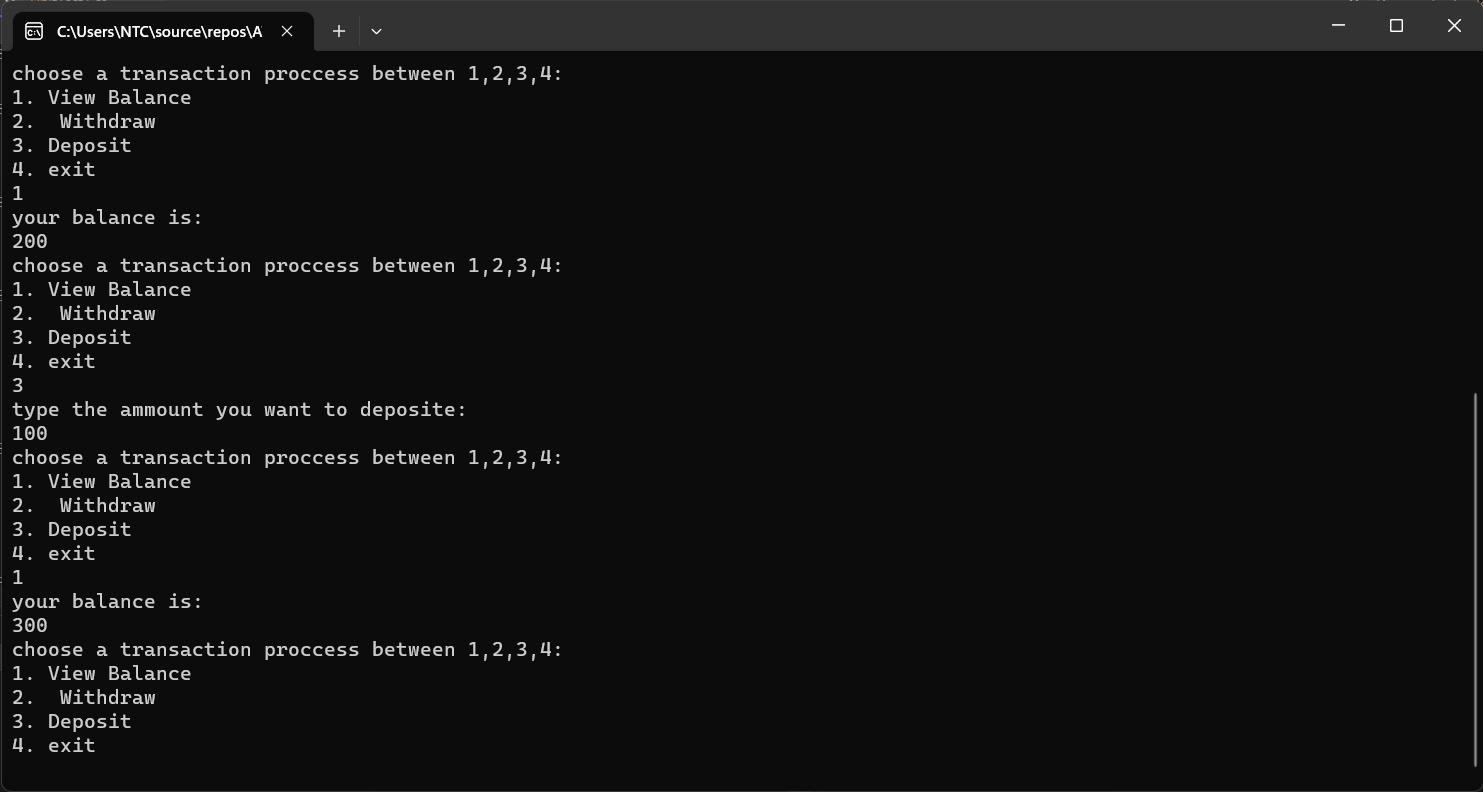 C:\Users\NTC\source\repos\A
choose a transaction proccess between 1,2,3,4:
1. View Balance
2.  Withdraw
3. Deposit
4. exit
1
your balance is:
200
choose a transaction proccess between 1,2,3,4:
1. View Balance
2.  Withdraw
3. Deposit
4. exit
3
type the ammount you want to deposite:
100
choose a transaction proccess between 1,2,3,4:
1. View Balance
2.  Withdraw
3. Deposit
4. exit
1
your balance is:
300
choose a transaction proccess between 1,2,3,4:
1. View Balance
2.  Withdraw
3. Deposit
4. exit